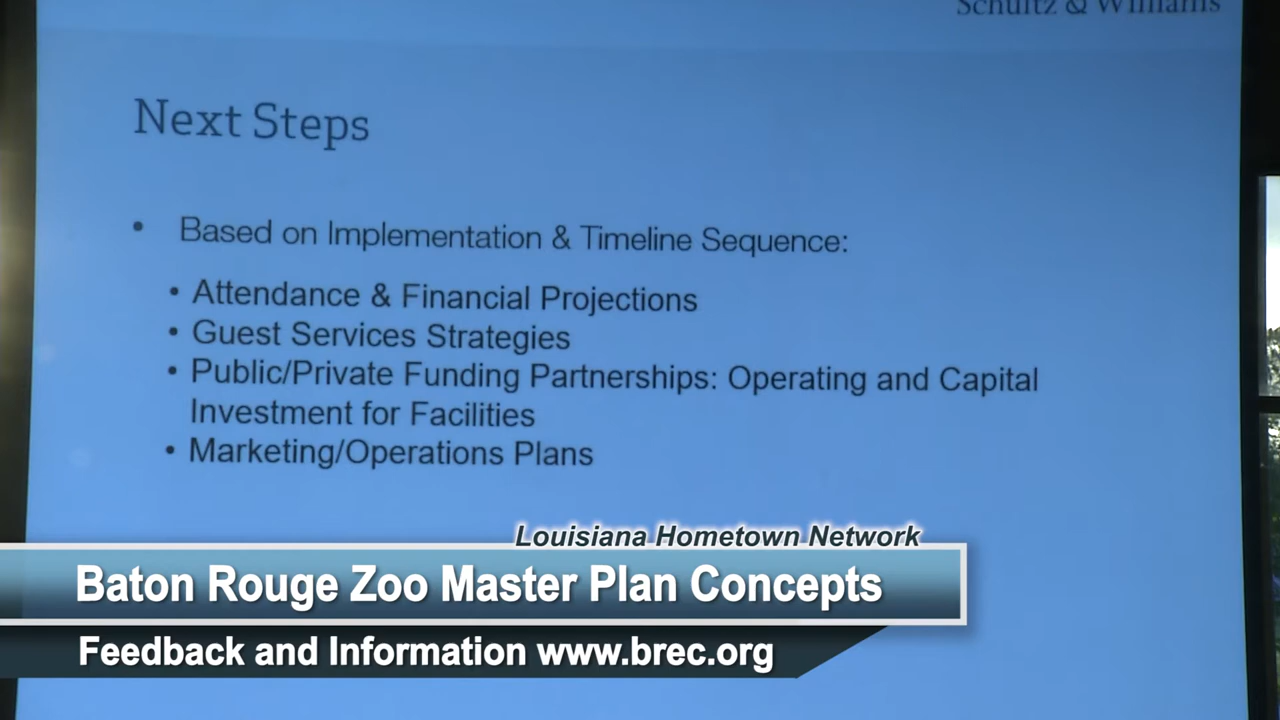 Schultz & Williams
Next Steps
• Based on Implementation & Timeline Sequence:
• Attendance & Financial Projections
• Guest Services Strategies
• Public/Private Funding Partnerships: Operating and Capital
Investment for Facilities
• Marketing/Operations Plans
Louisiana Hometown Network
Baton Rouge Zoo Master Plan Concepts
Feedback and Information www.brec.org